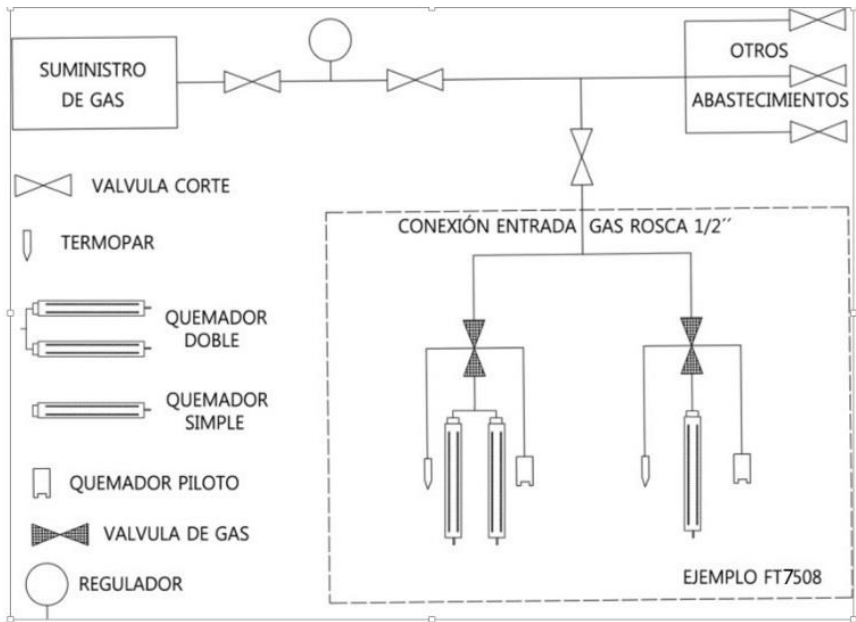 SUMINISTRO
DE GAS
OTROS
ABASTECIMIENTOS
VALVULA CORTE
CONEXIÓN ENTRADA GAS ROSCA 1/2´´
TERMOPAR
QUEMADOR
DOBLE
QUEMADOR
SIMPLE
QUEMADOR PILOTO
VALVULA DE GAS
REGULADOR
EJEMPLO FT7508